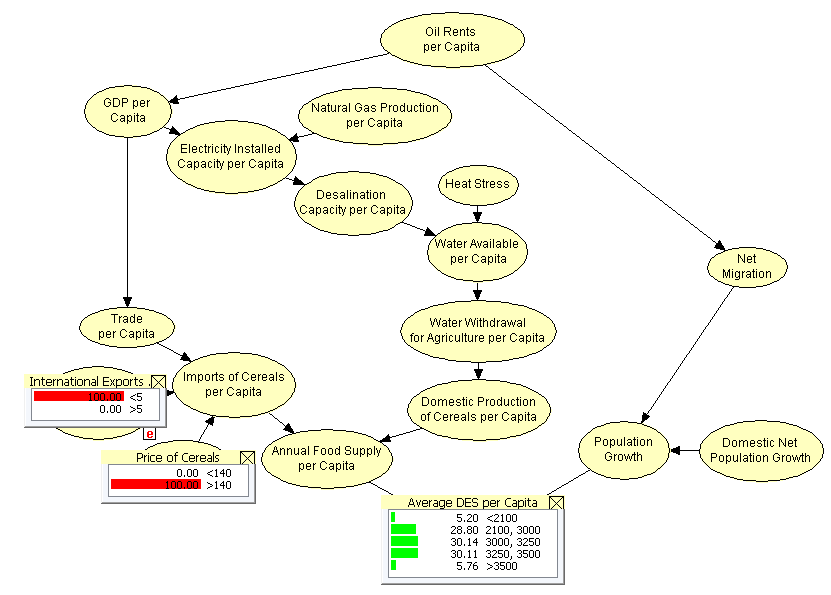 Oil Rents
per Capita
GDP per
Capita
Natural Gas Production
per Capita
Electricity Installed
Capacity per Capita
Desalination
Capacity per Capita
Heat Stress
Water Available
per Capita
Net
Migration
Trade
per Capita
Water Withdrawal
for Agriculture per Capita
International Exports .
100.00 <5
0.00 >5
e
Imports of Cereals
per Capita
Domestic Production
of Cereals per Capita
Price of Cereals
0.00 <140
100.00 >140
Annual Food Supply
per Capita
Population
Growth
Domestic Net
Population Growth
Average DES per Capita
5.20 <2100
28.80 2100, 3000
30.14 3000, 3250
30.11 3250, 3500
5.76 >3500